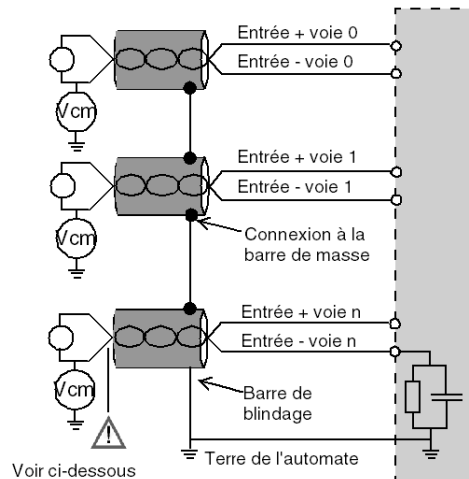 Entrée + voie 0
Entrée - voie 0
Vcm
Entrée + voie 1
Entrée - voie 1
Vcm
Connexion à la
barre de masse
Entrée + voie n
Entrée - voie n
Vcm
Barre de
blindage
!
Terre de l'automate
Voir ci-dessous